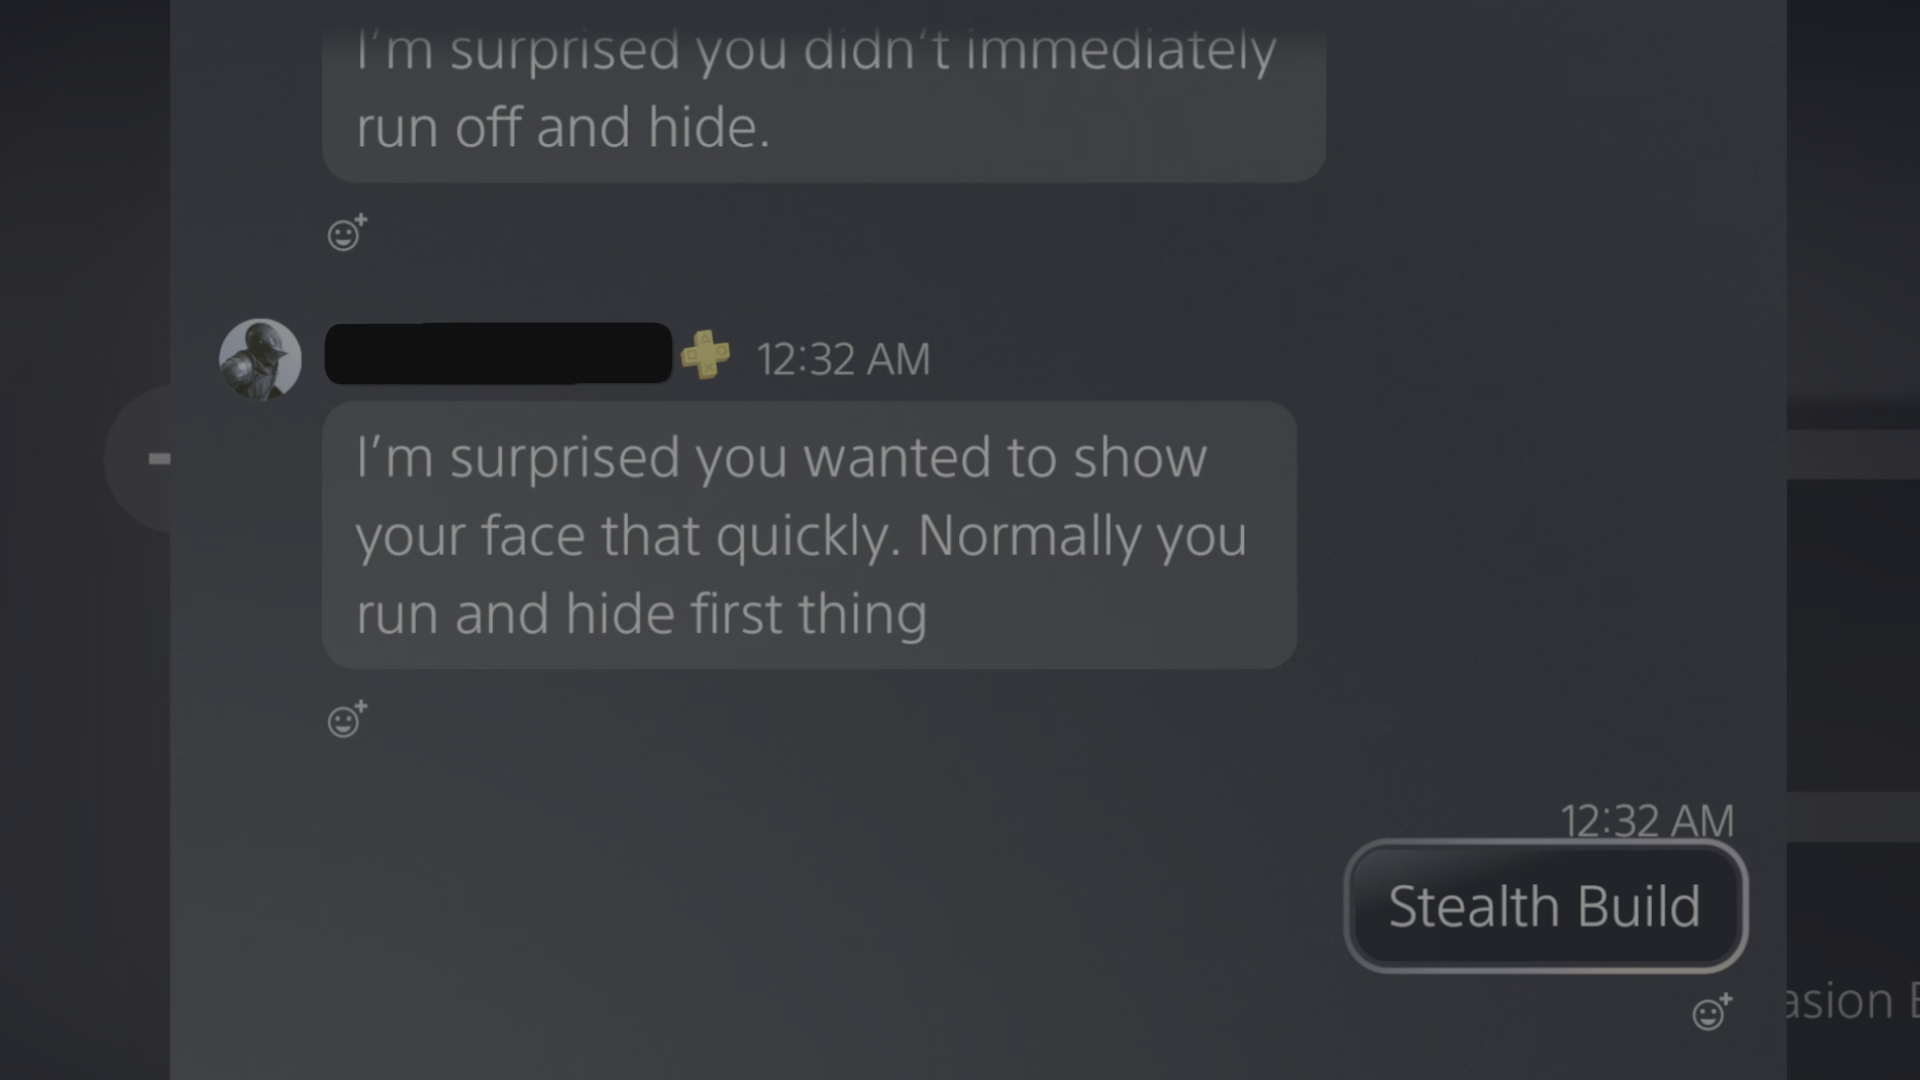 I'm surprised you didn't immediately
run off and hide.
12:32 AM
I'm surprised you wanted to show
your face that quickly. Normally you
run and hide first thing
12:32 AM
Stealth Build
asion